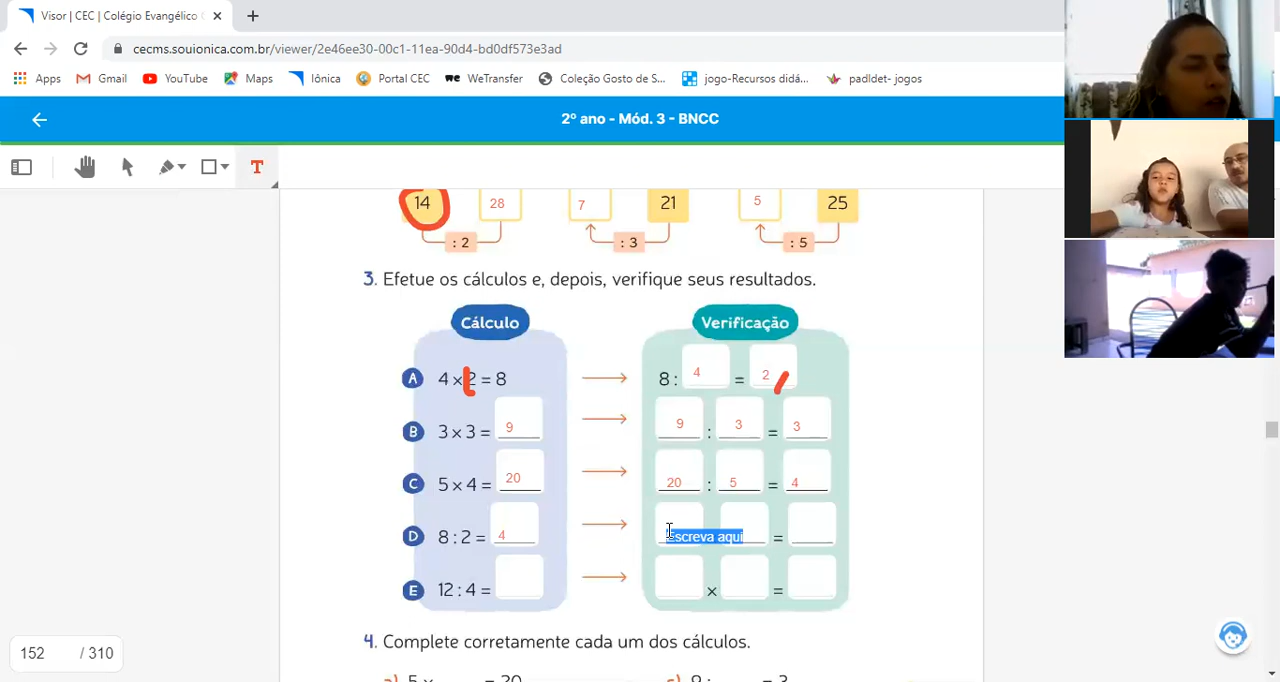 Visor | CEC | Colégio Evangélico C
cecms.souionica.com.br/viewer/2e46ee30-00c1-11ea-90d4-bd0df573e3ad
Apps Gmail YouTube Maps Iônica Portal CEC WeTransfer Coleção Gosto de S... jogo-Recursos didá... padldet- jogos
2º ano - Mód. 3 - BNCC
T
14 28 7 21 5 25
: 2 : 3 : 5
3. Efetue os cálculos e, depois, verifique seus resultados.
Cálculo Verificação
A 4 × 2 = 8 8 : 4 = 2
B 3 × 3 = 9 9 : 3 = 3
C 5 × 4 = 20 20 : 5 = 4
D 8 : 2 = 4 Escreva aqui =
E 12 : 4 = × =
4. Complete corretamente cada um dos cálculos.
152 / 310